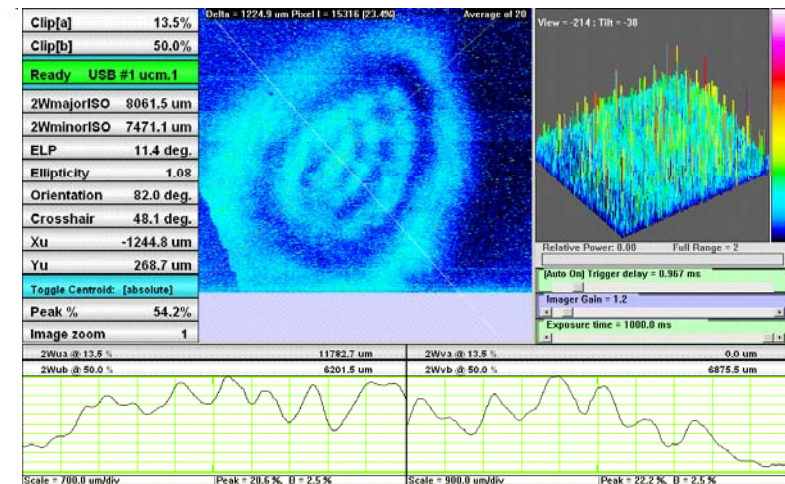 Clip[a] 13.5%
Clip[b] 50.0%
Ready USB #1 ucm.1
2WmajorISO 8061.5 um
2WminorISO 7471.1 um
ELP 11.4 deg.
Ellipticity 1.08
Orientation 82.0 deg.
Crosshair 48.1 deg.
Xu -1244.8 um
Yu 268.7 um
Toggle Centroid: [absolute]
Peak % 54.2%
Image zoom 1
Delta = 1224.9 um Pixel I = 15316 (23.4%) Average of 20
View = -214 : Tilt = -30
Relative Power: 0.00 Full Range = 2
[Auto On] Trigger delay = 0.967 ms
Imager Gain = 1.2
Exposure time = 1000.0 ms
2Wua @ 13.5 % 11782.7 um 2Wva @ 13.5 % 0.0 um
2Wub @ 50.0 % 6201.5 um 2Wvb @ 50.0 % 6875.5 um
Scale = 700.0 um/div Peak = 20.6 %, B = 2.5 % Scale = 900.0 um/div Peak = 22.2 %, B = 2.5 %